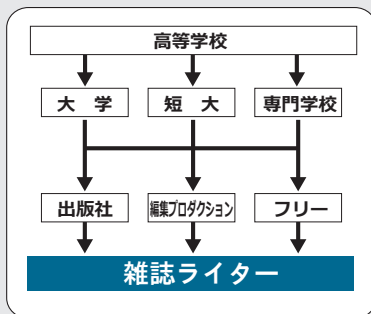 高等学校
大 学 短 大 専門学校
出版社 編集プロダクション フリー
雑誌ライター